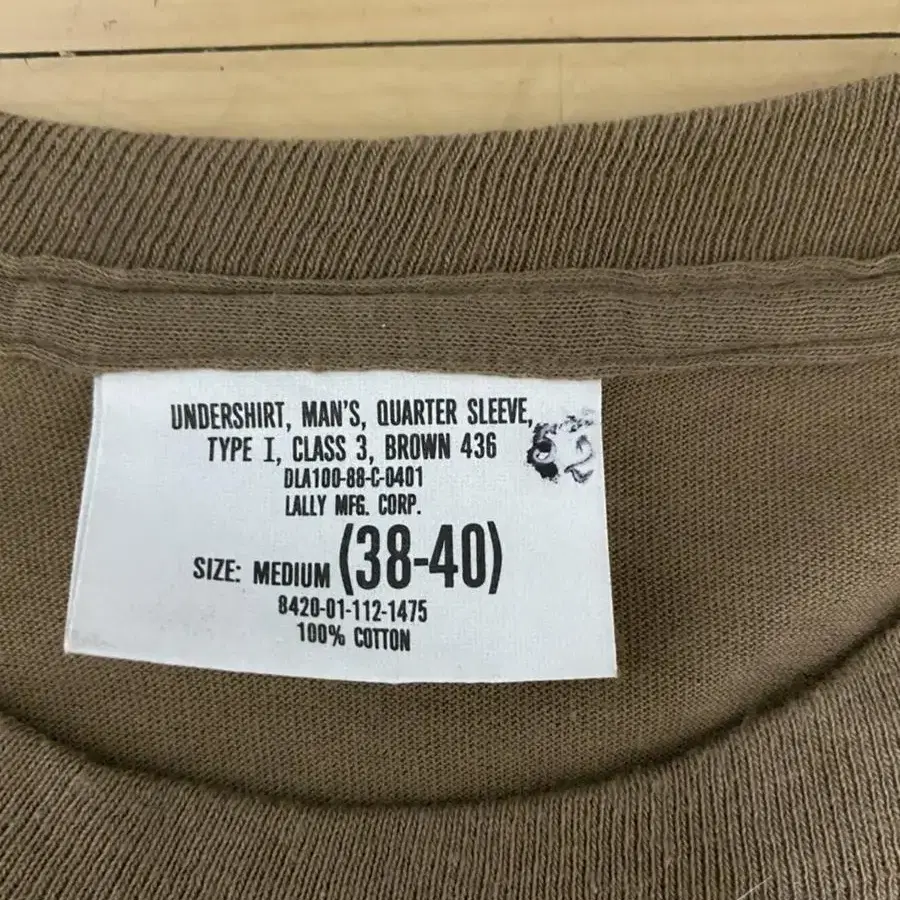 UNDERSHIRT, MAN'S, QUARTER SLEEVE,
TYPE I, CLASS 3, BROWN 436
DLA100-88-C-0401
LALLY MFG. CORP.
SIZE: MEDIUM (38-40)
8420-01-112-1475
100% COTTON